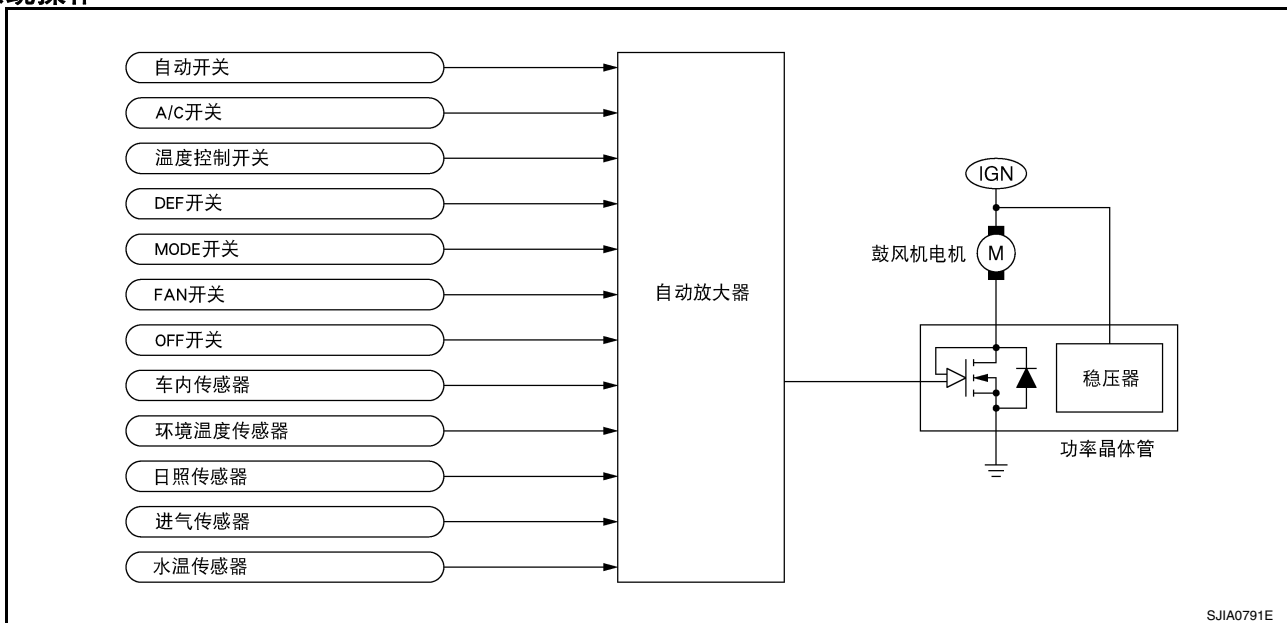 自动开关
A/C开关
温度控制开关
DEF开关
MODE开关
FAN开关
OFF开关
车内传感器
环境温度传感器
日照传感器
进气传感器
水温传感器
自动放大器
IGN
鼓风机电机
M
稳压器
功率晶体管
SJIA0791E